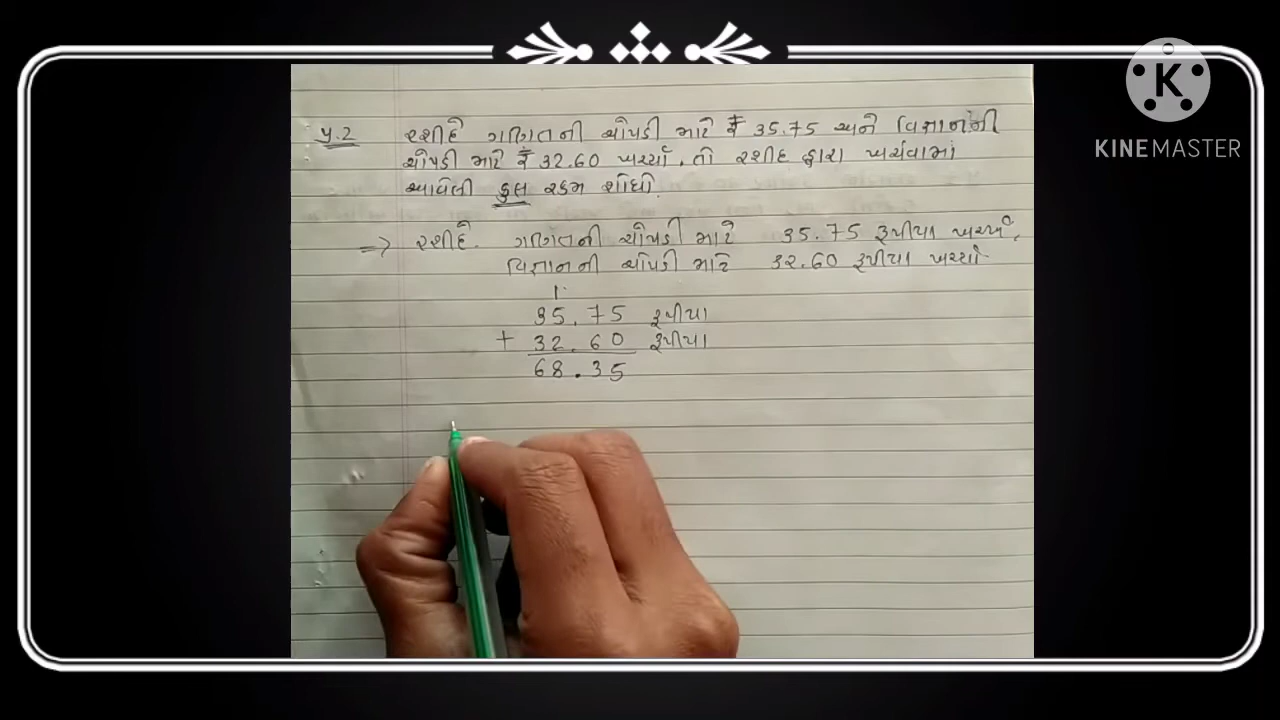 પ્ર.2 રશીદે ગણિતની ચોપડી માટે ₹ 35.75 અને વિજ્ઞાનની
ચોપડી માટે ₹ 32.60 ખર્ચ્યા. તો રશીદ દ્વારા ખર્ચવામાં
આવેલી કુલ રકમ શોધો.
=> રશીદે. ગણિતની ચોપડી માટે 35.75 રૂપીયા ખર્ચ્યા,
વિજ્ઞાનની ચોપડી માટે 32.60 રૂપીયા ખર્ચ્યા.
1
35.75 રૂપીયા
+ 32.60 રૂપીયા
68.35
K
KINEMASTER